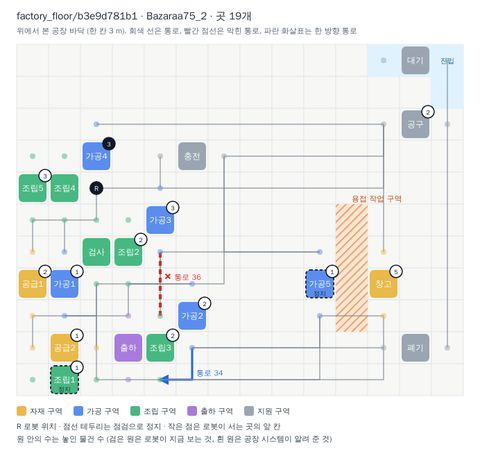 factory_floor/b3e9d781b1 · Bazaraa75_2 · 곳 19개
위에서 본 공장 바닥 (한 칸 3 m). 회색 선은 통로, 빨간 점선은 막힌 통로, 파란 화살표는 한 방향 통로
대기
진입
공구
2
3
가공4
충전
조립5
3
조립4
R
가공3
3
용접 작업 구역
검사
조립2
2
통로 36
공급1
2
가공1
1
가공5
1
정지
창고
5
가공2
2
공급2
1
출하
조립3
2
폐기
조립1
1
정지
통로 34
자재 구역
가공 구역
조립 구역
출하 구역
지원 구역
R 로봇 위치 · 점선 테두리는 점검으로 정지 · 작은 점은 로봇이 서는 곳의 앞 칸
원 안의 수는 놓인 물건 수 (검은 원은 로봇이 지금 보는 것, 흰 원은 공장 시스템이 알려 준 것)